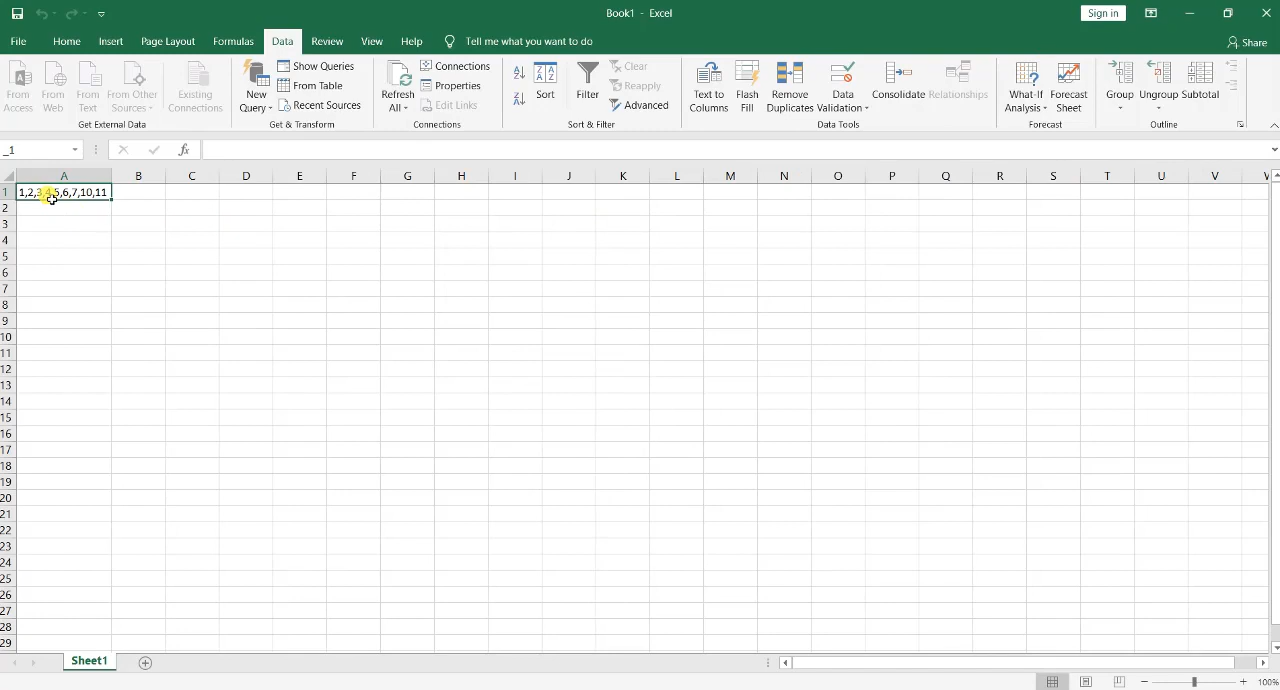 Book1 - Excel
Sign in
File Home Insert Page Layout Formulas Data Review View Help Tell me what you want to do
Share
From Access
From Web
From Text
From Other Sources
Existing Connections
Get External Data
New Query
Show Queries
From Table
Recent Sources
Get & Transform
Refresh All
Connections
Properties
Edit Links
Connections
Sort
Filter
Clear
Reapply
Advanced
Sort & Filter
Text to Columns
Flash Fill
Remove Duplicates
Data Validation
Consolidate
Relationships
Data Tools
What-If Analysis
Forecast Sheet
Forecast
Group
Ungroup
Subtotal
Outline
_1
fx
A B C D E F G H I J K L M N O P Q R S T U V
1 1,2,3,4,5,6,7,10,11
2
3
4
5
6
7
8
9
10
11
12
13
14
15
16
17
18
19
20
21
22
23
24
25
26
27
28
29
Sheet1
100%